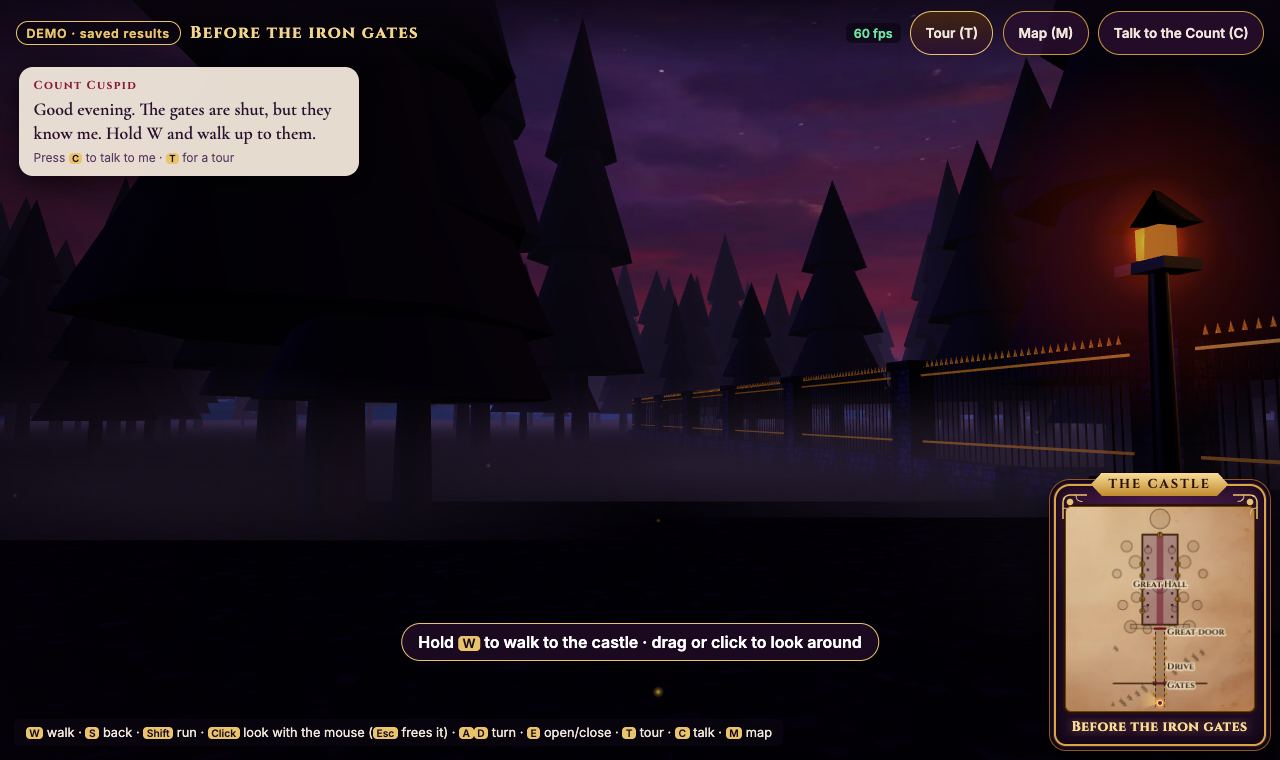 DEMO · saved results
Before the iron gates
60 fps
Tour (T)
Map (M)
Talk to the Count (C)
Count Cuspid
Good evening. The gates are shut, but they
know me. Hold W and walk up to them.
Press C to talk to me · T for a tour
The Castle
Great Hall
Great door
Drive
Gates
Before the iron gates
Hold W to walk to the castle · drag or click to look around
W walk · S back · Shift run · Click look with the mouse (Esc frees it) · A D turn · E open/close · T tour · C talk · M map